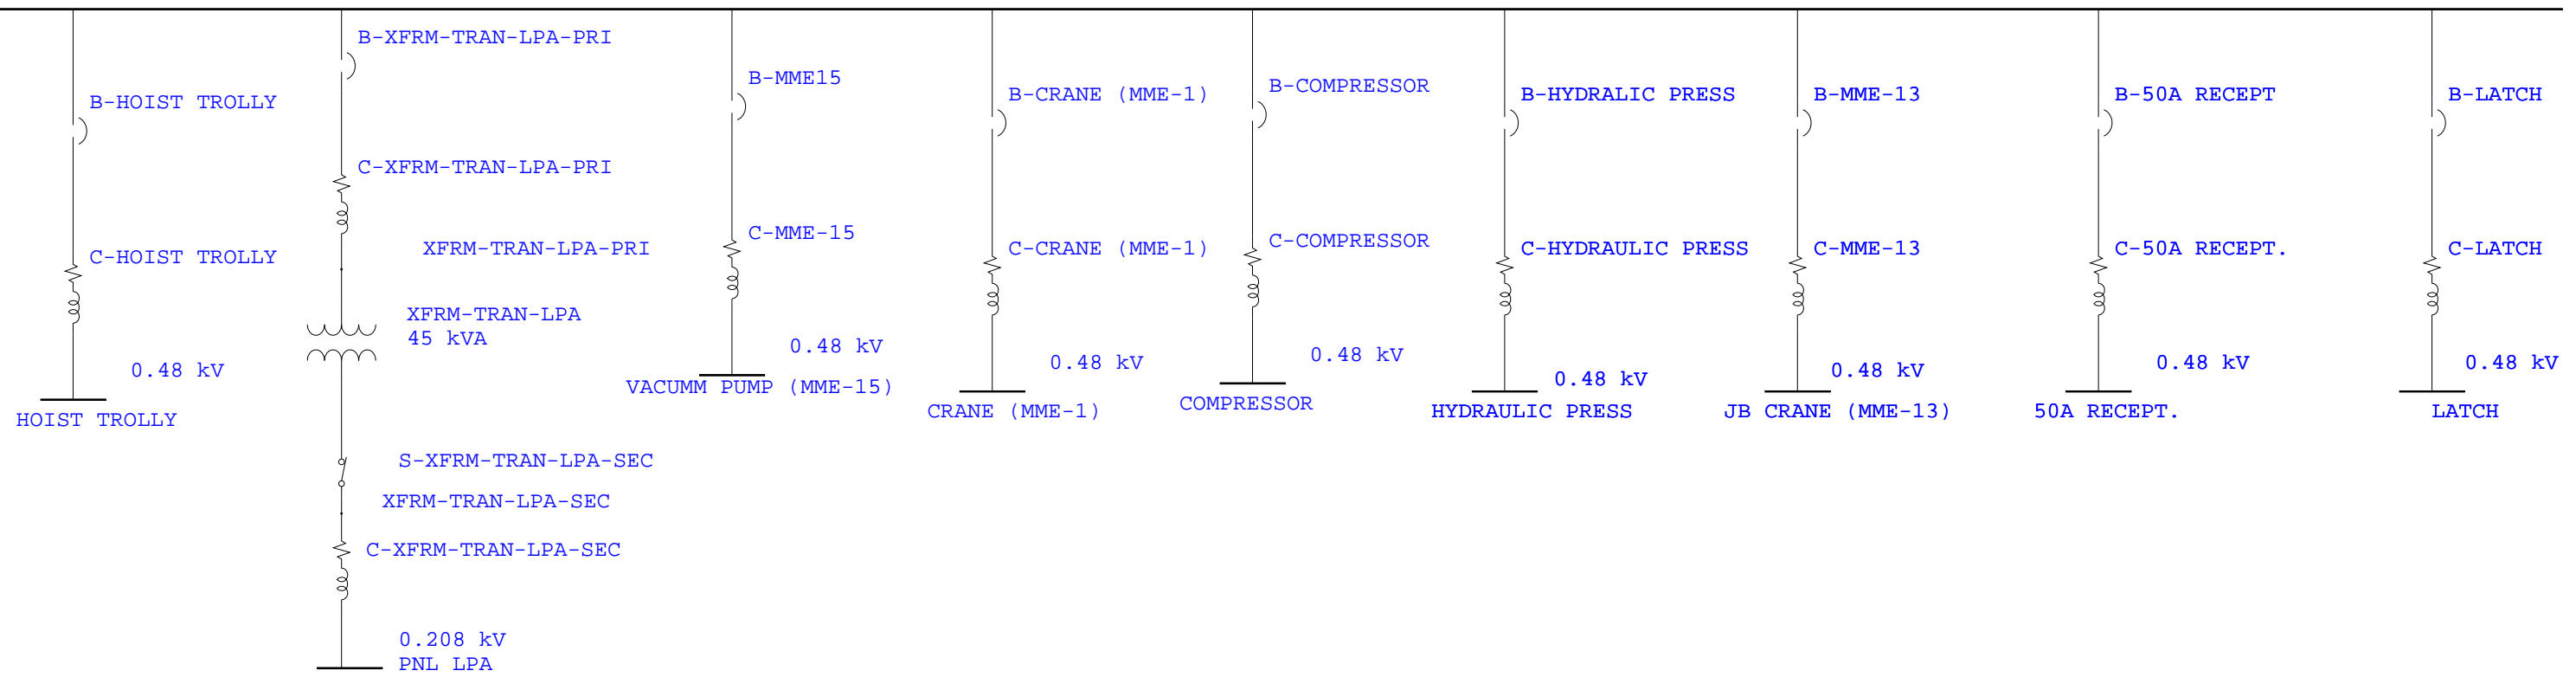 B-HOIST TROLLY
C-HOIST TROLLY
0.48 kV
HOIST TROLLY
B-XFRM-TRAN-LPA-PRI
C-XFRM-TRAN-LPA-PRI
XFRM-TRAN-LPA-PRI
XFRM-TRAN-LPA
45 kVA
S-XFRM-TRAN-LPA-SEC
XFRM-TRAN-LPA-SEC
C-XFRM-TRAN-LPA-SEC
0.208 kV
PNL LPA
B-MME15
C-MME-15
0.48 kV
VACUMM PUMP (MME-15)
B-CRANE (MME-1)
C-CRANE (MME-1)
0.48 kV
CRANE (MME-1)
B-COMPRESSOR
C-COMPRESSOR
0.48 kV
COMPRESSOR
B-HYDRALIC PRESS
C-HYDRAULIC PRESS
0.48 kV
HYDRAULIC PRESS
B-MME-13
C-MME-13
0.48 kV
JB CRANE (MME-13)
B-50A RECEPT
C-50A RECEPT.
0.48 kV
50A RECEPT.
B-LATCH
C-LATCH
0.48 kV
LATCH